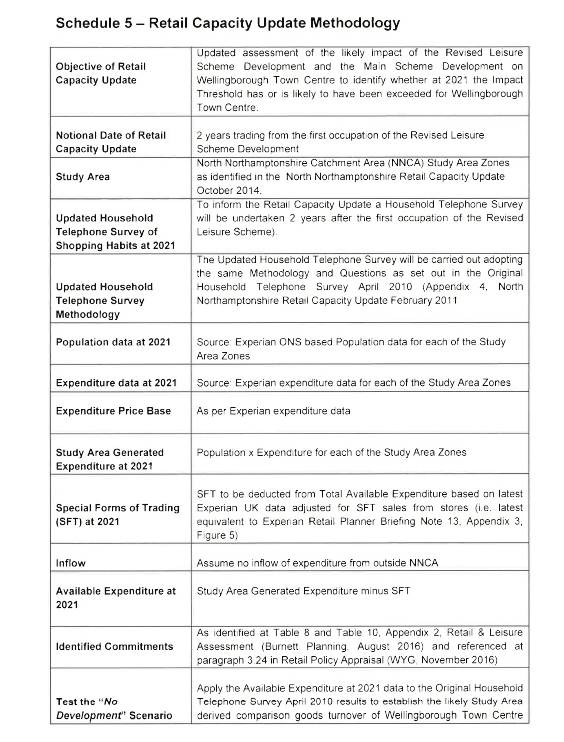 Schedule 5 – Retail Capacity Update Methodology
Objective of Retail
Capacity Update
Updated assessment of the likely impact of the Revised Leisure
Scheme Development and the Main Scheme Development on
Wellingborough Town Centre to identify whether at 2021 the Impact
Threshold has or is likely to have been exceeded for Wellingborough
Town Centre.
Notional Date of Retail
Capacity Update
2 years trading from the first occupation of the Revised Leisure
Scheme Development
Study Area
North Northamptonshire Catchment Area (NNCA) Study Area Zones
as identified in the North Northamptonshire Retail Capacity Update
October 2014.
Updated Household
Telephone Survey of
Shopping Habits at 2021
To inform the Retail Capacity Update a Household Telephone Survey
will be undertaken 2 years after the first occupation of the Revised
Leisure Scheme).
Updated Household
Telephone Survey
Methodology
The Updated Household Telephone Survey will be carried out adopting
the same Methodology and Questions as set out in the Original
Household Telephone Survey April 2010 (Appendix 4, North
Northamptonshire Retail Capacity Update February 2011
Population data at 2021
Source: Experian ONS based Population data for each of the Study
Area Zones
Expenditure data at 2021
Source: Experian expenditure data for each of the Study Area Zones
Expenditure Price Base
As per Experian expenditure data
Study Area Generated
Expenditure at 2021
Population x Expenditure for each of the Study Area Zones
Special Forms of Trading
(SFT) at 2021
SFT to be deducted from Total Available Expenditure based on latest
Experian UK data adjusted for SFT sales from stores (i.e. latest
equivalent to Experian Retail Planner Briefing Note 13, Appendix 3,
Figure 5)
Inflow
Assume no inflow of expenditure from outside NNCA
Available Expenditure at
2021
Study Area Generated Expenditure minus SFT
Identified Commitments
As identified at Table 8 and Table 10, Appendix 2, Retail & Leisure
Assessment (Burnett Planning, August 2016) and referenced at
paragraph 3.24 in Retail Policy Appraisal (WYG, November 2016)
Test the "No
Development" Scenario
Apply the Available Expenditure at 2021 data to the Original Household
Telephone Survey April 2010 results to establish the likely Study Area
derived comparison goods turnover of Wellingborough Town Centre